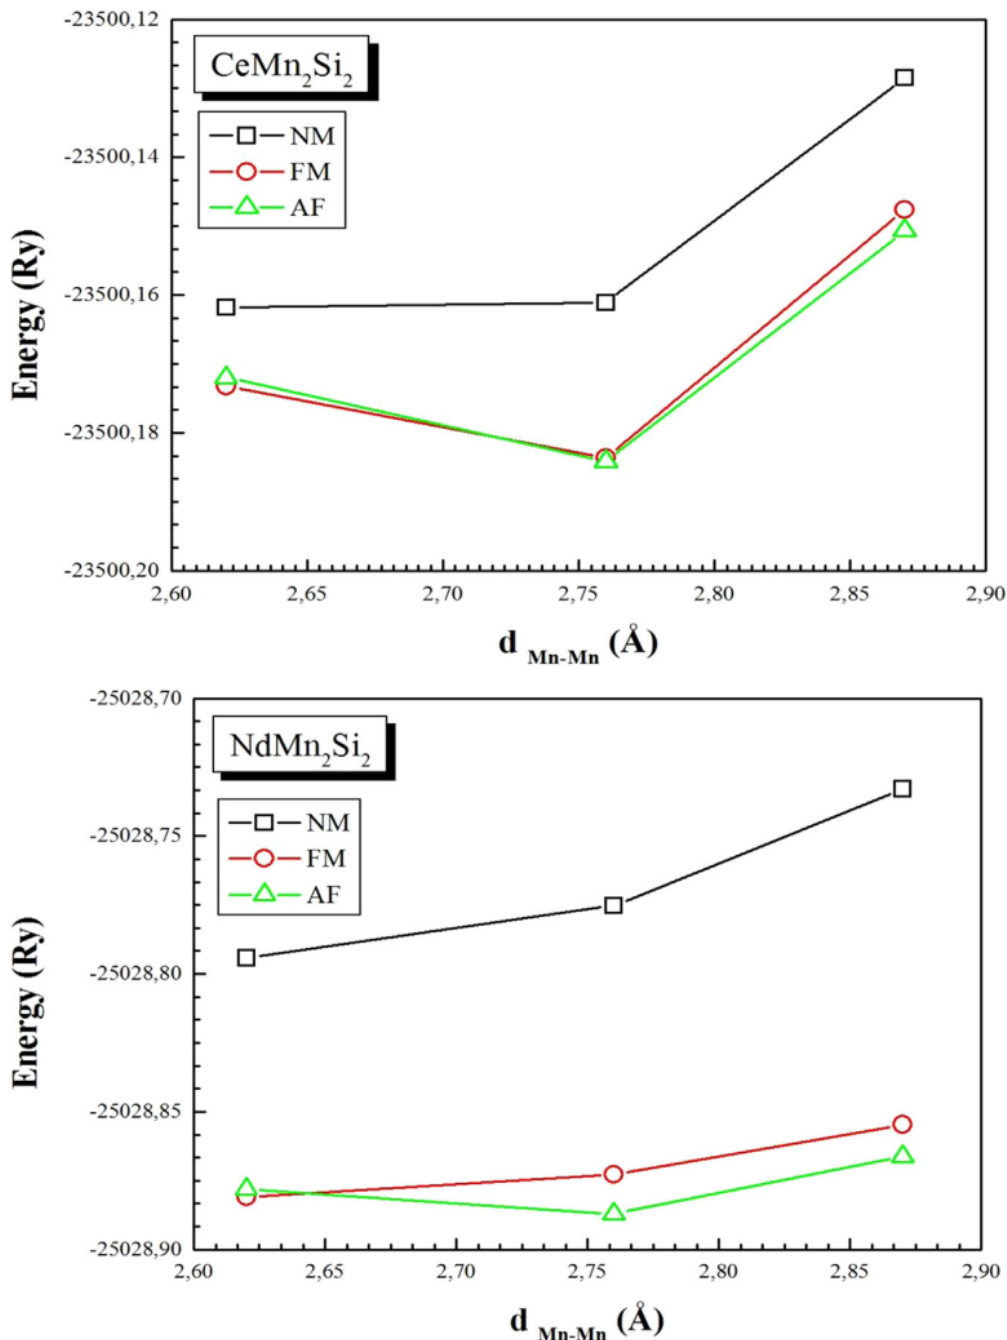 -23500,12
CeMn2Si2
NM
-23500,14
FM
AF
Energy (Ry)
-23500,16
-23500,18
-23500,20
2,60 2,65 2,70 2,75 2,80 2,85 2,90
d Mn-Mn (Å)
-25028,70
NdMn2Si2
NM
-25028,75
FM
AF
Energy (Ry)
-25028,80
-25028,85
-25028,90
2,60 2,65 2,70 2,75 2,80 2,85 2,90
d Mn-Mn (Å)